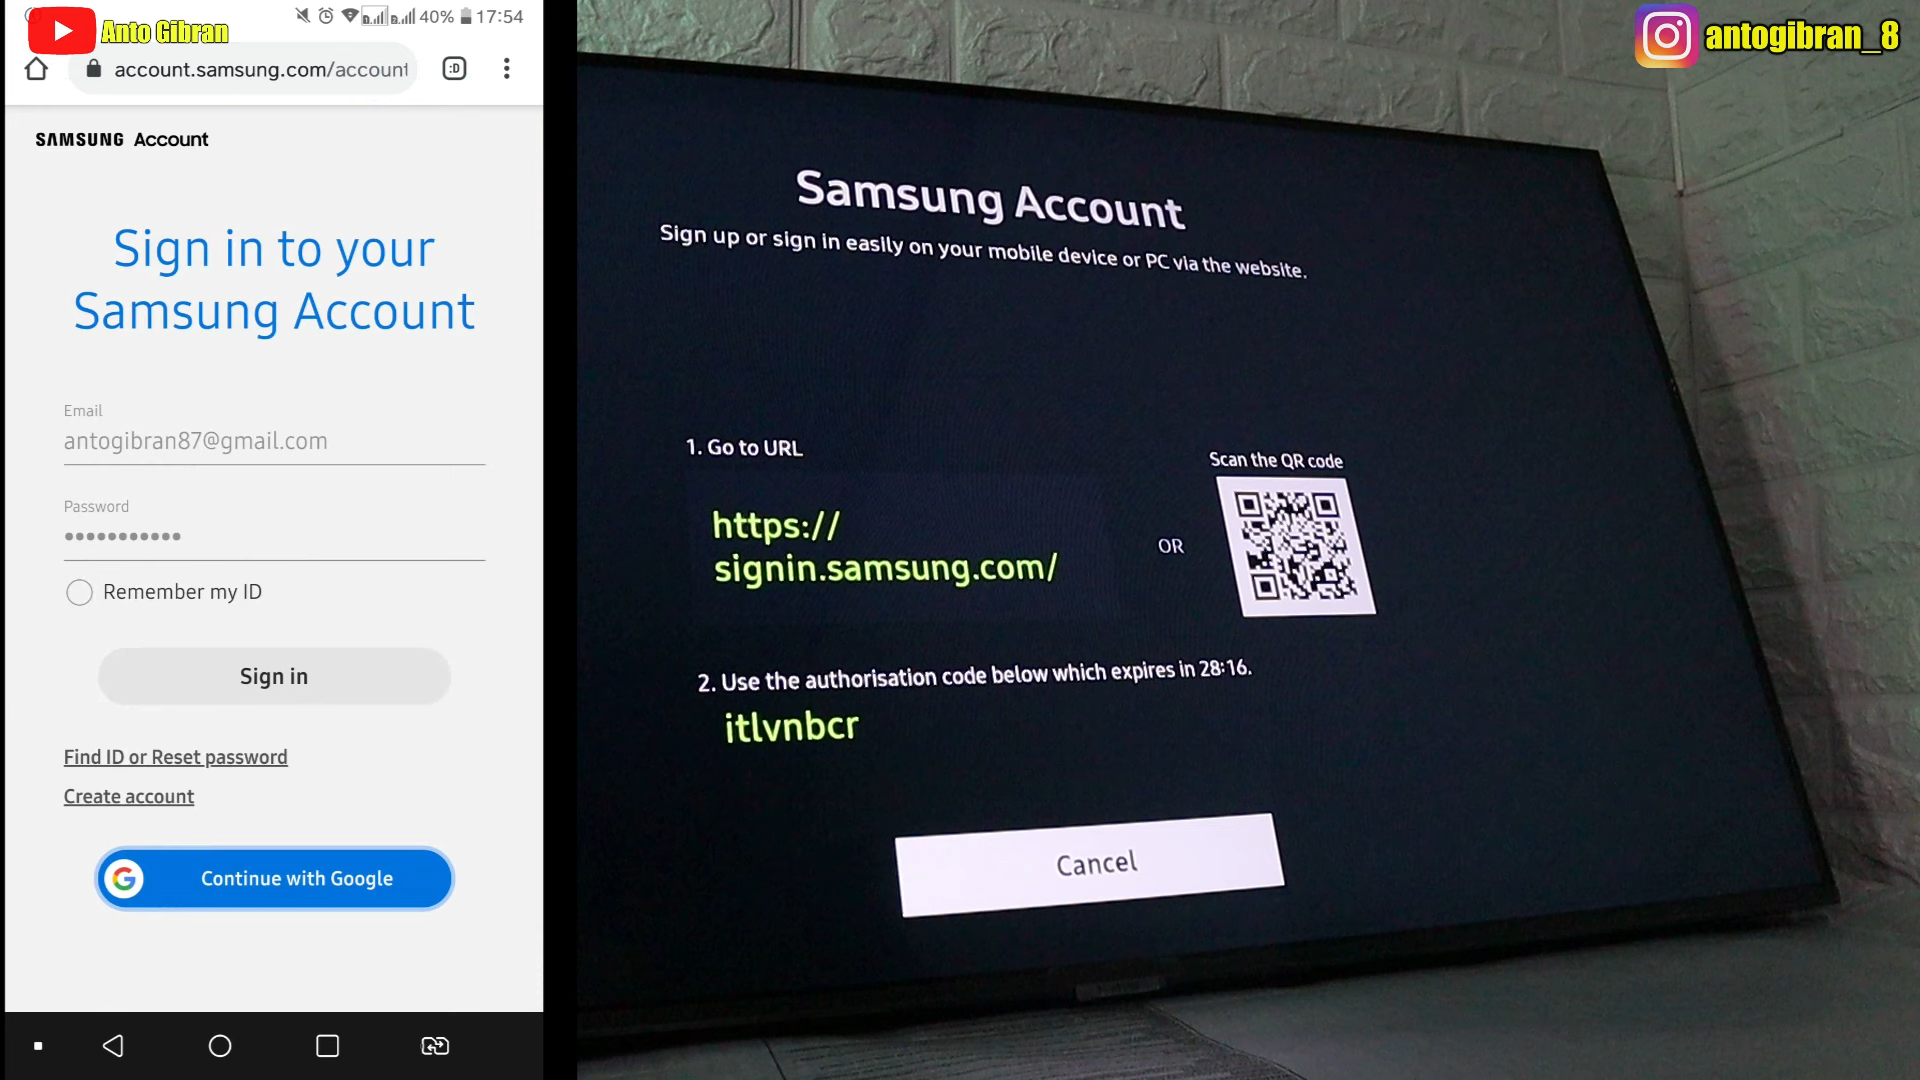 Anto Gibran
40%
17:54
account.samsung.com/account
:D
SAMSUNG Account
Sign in to your
Samsung Account
Email
antogibran87@gmail.com
Password
•••••••••••
Remember my ID
Sign in
Find ID or Reset password
Create account
Continue with Google
antogibran_8
Samsung Account
Sign up or sign in easily on your mobile device or PC via the website.
1. Go to URL
https://
signin.samsung.com/
OR
Scan the QR code
2. Use the authorisation code below which expires in 28:16.
itlvnbcr
Cancel